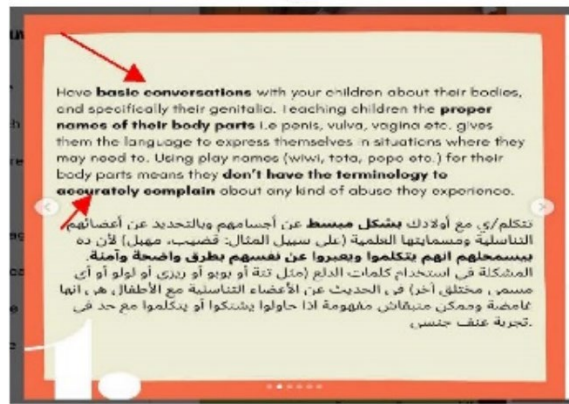 Have basic conversations with your children about their bodies,
and specifically their genitalia. Teaching children the proper
names of their body parts i.e penis, vulva, vagina etc. gives
them the language to express themselves in situations where they
may need to. Using play names (wiwi, tota, popo etc.) for their
body parts means they don't have the terminology to
accurately complain about any kind of abuse they experience.
تتكلم/ي مع أولادك بشكل مبسط عن أجسامهم وبالتحديد عن أعضائهم
التناسلية ومسمايتها العلمية (على سبيل المثال: قضيب، مهبل) لأن ده
بيسمحلهم انهم يتكلموا ويعبروا عن نفسهم بطرق واضحة وآمنة.
المشكلة في استخدام كلمات الدلع (مثل تتة أو بوبو أو ريري أو لولو أو أي
مسمى مختلق آخر) في الحديث عن الأعضاء التناسلية مع الأطفال هي انها
غامضة وممكن متبقاش مفهومة اذا حاولوا يشتكوا أو يتكلموا مع حد في
تجربة عنف جنسي.
1.